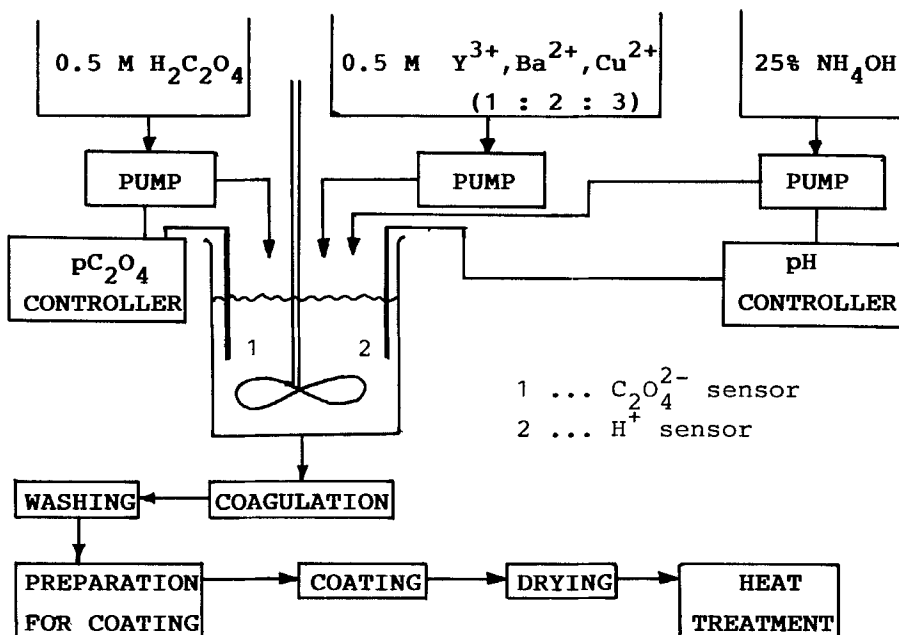 0.5 M H₂C₂O₄
0.5 M Y³⁺,Ba²⁺,Cu²⁺
(1 : 2 : 3)
25% NH₄OH
PUMP
PUMP
PUMP
pC₂O₄
CONTROLLER
pH
CONTROLLER
1
2
1 ... C₂O₄²⁻ sensor
2 ... H⁺ sensor
WASHING
COAGULATION
PREPARATION
FOR COATING
COATING
DRYING
HEAT
TREATMENT